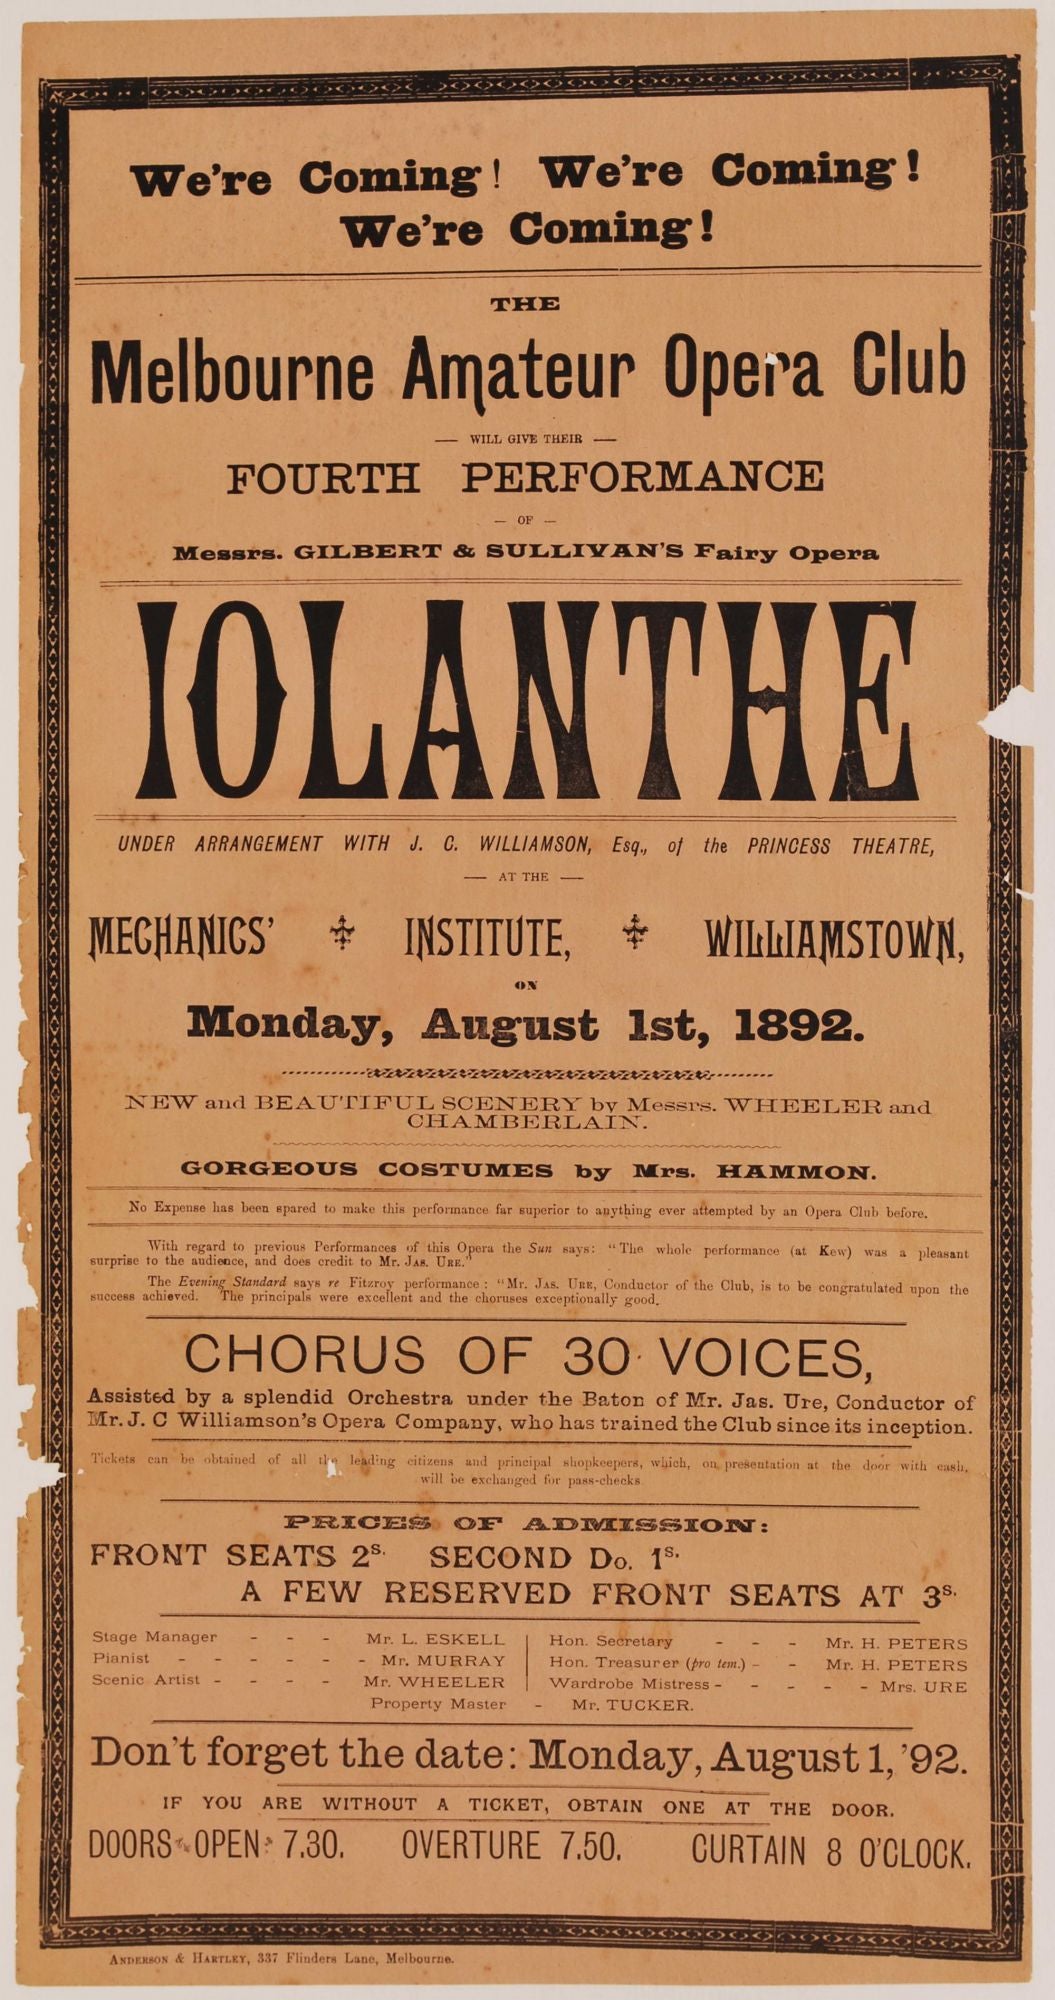 We're Coming! We're Coming!
We're Coming!
THE
Melbourne Amateur Opera Club
— WILL GIVE THEIR —
FOURTH PERFORMANCE
— OF —
Messrs. GILBERT & SULLIVAN'S Fairy Opera
IOLANTHE
UNDER ARRANGEMENT WITH J. C. WILLIAMSON, Esq., of the PRINCESS THEATRE,
— AT THE —
MECHANICS' INSTITUTE, WILLIAMSTOWN,
ON
Monday, August 1st, 1892.
NEW and BEAUTIFUL SCENERY by Messrs. WHEELER and
CHAMBERLAIN.
GORGEOUS COSTUMES by Mrs. HAMMON.
No Expense has been spared to make this performance far superior to anything ever attempted by an Opera Club before.
With regard to previous Performances of this Opera the Sun says: "The whole performance (at Kew) was a pleasant
surprise to the audience, and does credit to Mr. JAS. URE."
The Evening Standard says re Fitzroy performance: "Mr. JAS. URE, Conductor of the Club, is to be congratulated upon the
success achieved. The principals were excellent and the choruses exceptionally good.
CHORUS OF 30 VOICES,
Assisted by a splendid Orchestra under the Baton of Mr. Jas. Ure, Conductor of
Mr. J. C Williamson's Opera Company, who has trained the Club since its inception.
Tickets can be obtained of all the leading citizens and principal shopkeepers, which, on presentation at the door with cash,
will be exchanged for pass-checks.
PRICES OF ADMISSION:
FRONT SEATS 2s. SECOND Do. 1s.
A FEW RESERVED FRONT SEATS AT 3s.
Stage Manager - - - Mr. L. ESKELL
Pianist - - - - - - Mr. MURRAY
Scenic Artist - - - - Mr. WHEELER
Hon. Secretary - - - Mr. H. PETERS
Hon. Treasurer (pro tem.) - - Mr. H. PETERS
Wardrobe Mistress - - - - - Mrs. URE
Property Master - Mr. TUCKER.
Don't forget the date: Monday, August 1, '92.
IF YOU ARE WITHOUT A TICKET, OBTAIN ONE AT THE DOOR.
DOORS OPEN 7.30. OVERTURE 7.50. CURTAIN 8 O'CLOCK.
ANDERSON & HARTLEY, 337 Flinders Lane, Melbourne.